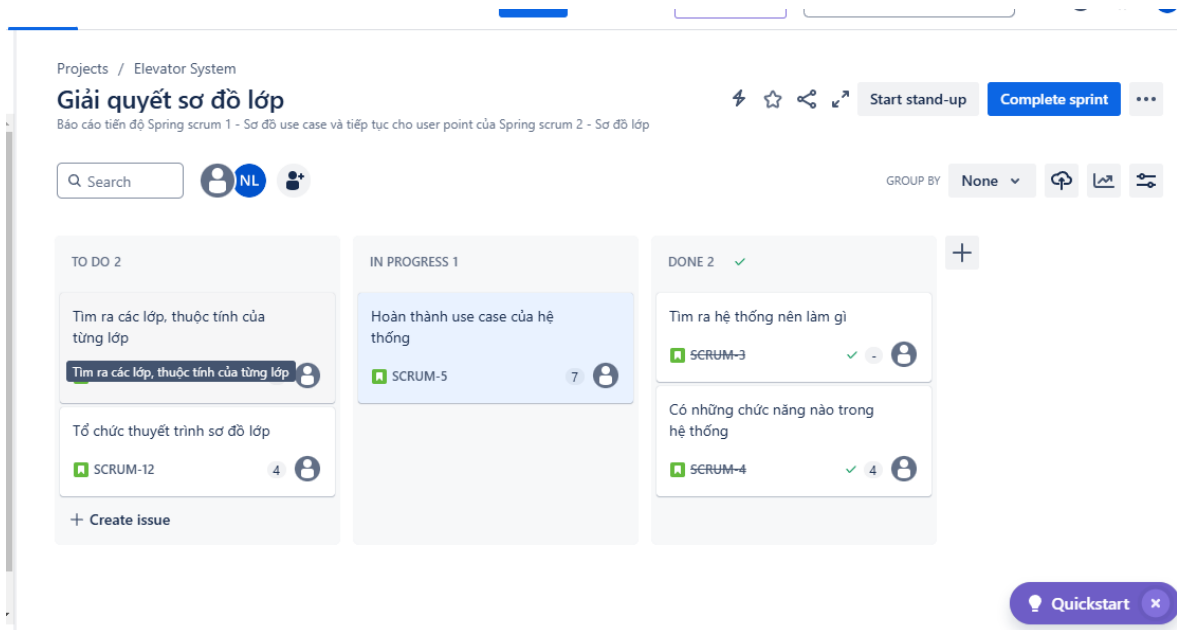 Projects / Elevator System
Giải quyết sơ đồ lớp
Báo cáo tiến độ Spring scrum 1 - Sơ đồ use case và tiếp tục cho user point của Spring scrum 2 - Sơ đồ lớp
Start stand-up
Complete sprint
Search
NL
GROUP BY
None
TO DO 2
Tìm ra các lớp, thuộc tính của
từng lớp
Tìm ra các lớp, thuộc tính của từng lớp
Tổ chức thuyết trình sơ đồ lớp
SCRUM-12
4
+ Create issue
IN PROGRESS 1
Hoàn thành use case của hệ
thống
SCRUM-5
7
DONE 2
Tìm ra hệ thống nên làm gì
SCRUM-3
-
Có những chức năng nào trong
hệ thống
SCRUM-4
4
Quickstart